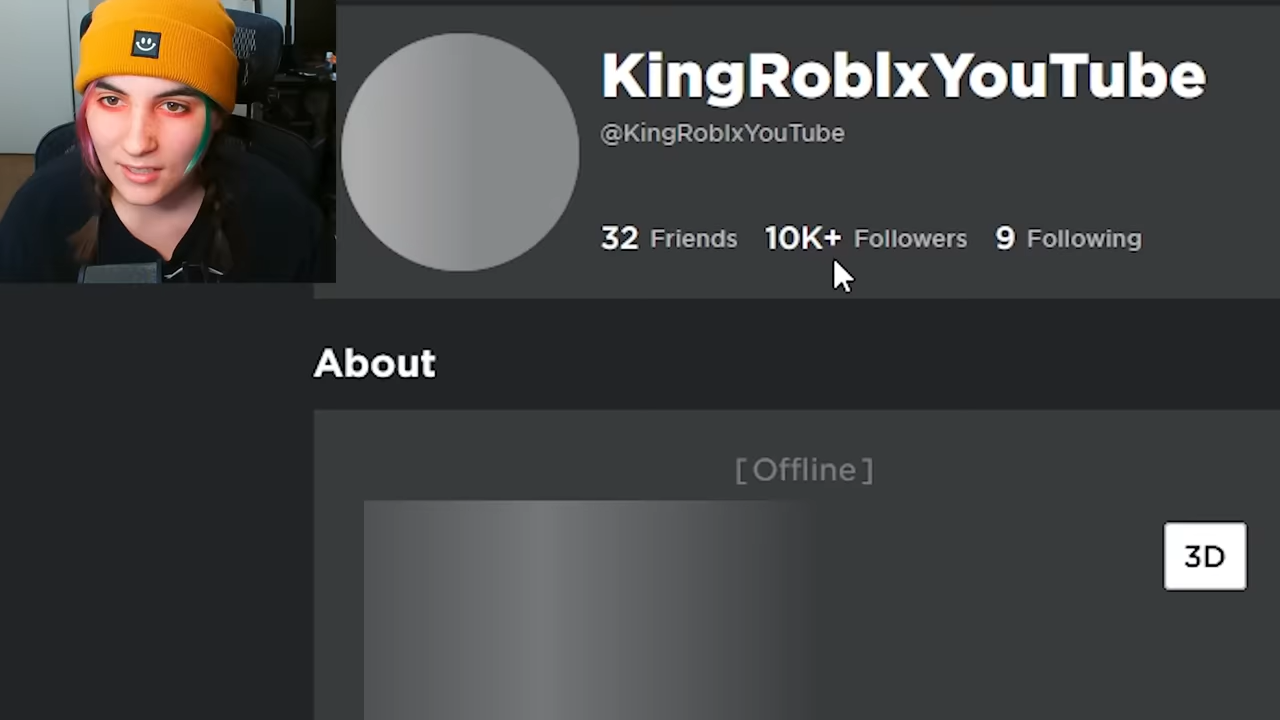 KingRoblxYouTube
@KingRoblxYouTube
32 Friends 10K+ Followers 9 Following
About
[ Offline ]
3D